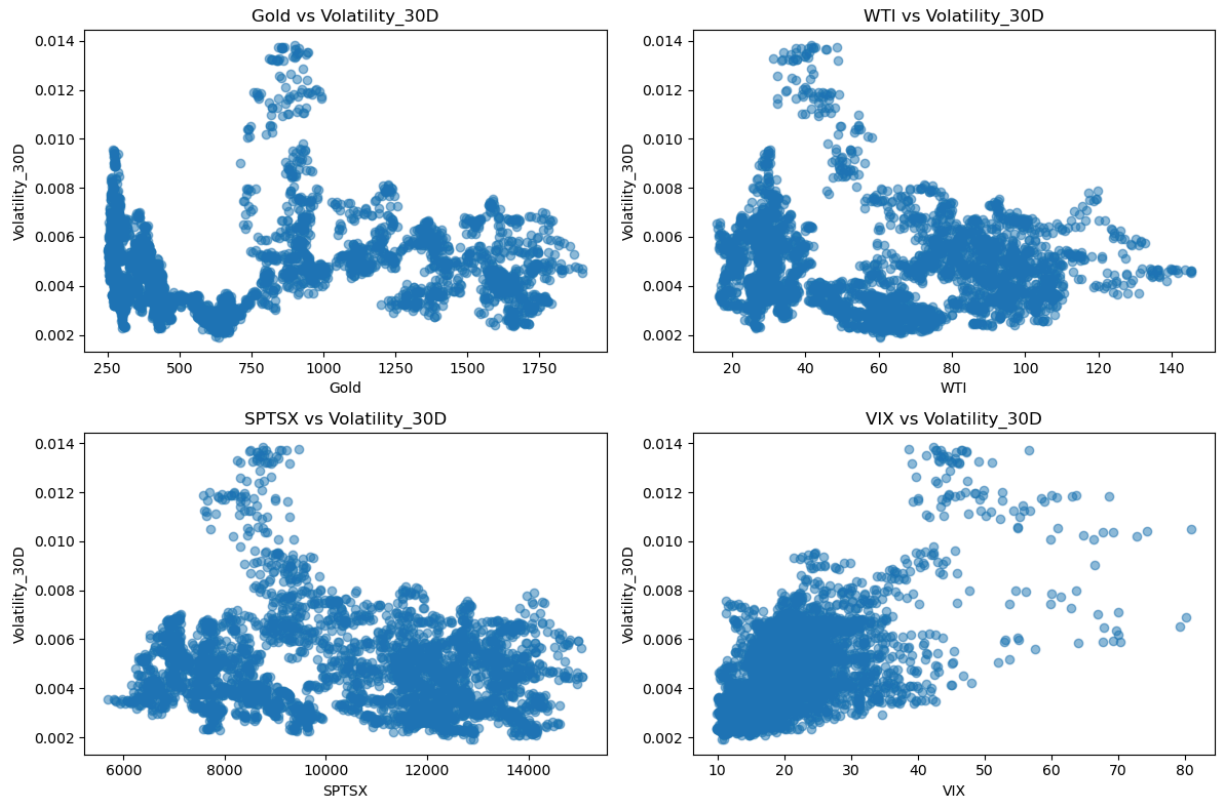 Gold vs Volatility_30D
0.014
0.012
0.010
0.008
0.006
0.004
0.002
Volatility_30D
250 500 750 1000 1250 1500 1750
Gold
WTI vs Volatility_30D
0.014
0.012
0.010
0.008
0.006
0.004
0.002
Volatility_30D
20 40 60 80 100 120 140
WTI
SPTSX vs Volatility_30D
0.014
0.012
0.010
0.008
0.006
0.004
0.002
Volatility_30D
6000 8000 10000 12000 14000
SPTSX
VIX vs Volatility_30D
0.014
0.012
0.010
0.008
0.006
0.004
0.002
Volatility_30D
10 20 30 40 50 60 70 80
VIX